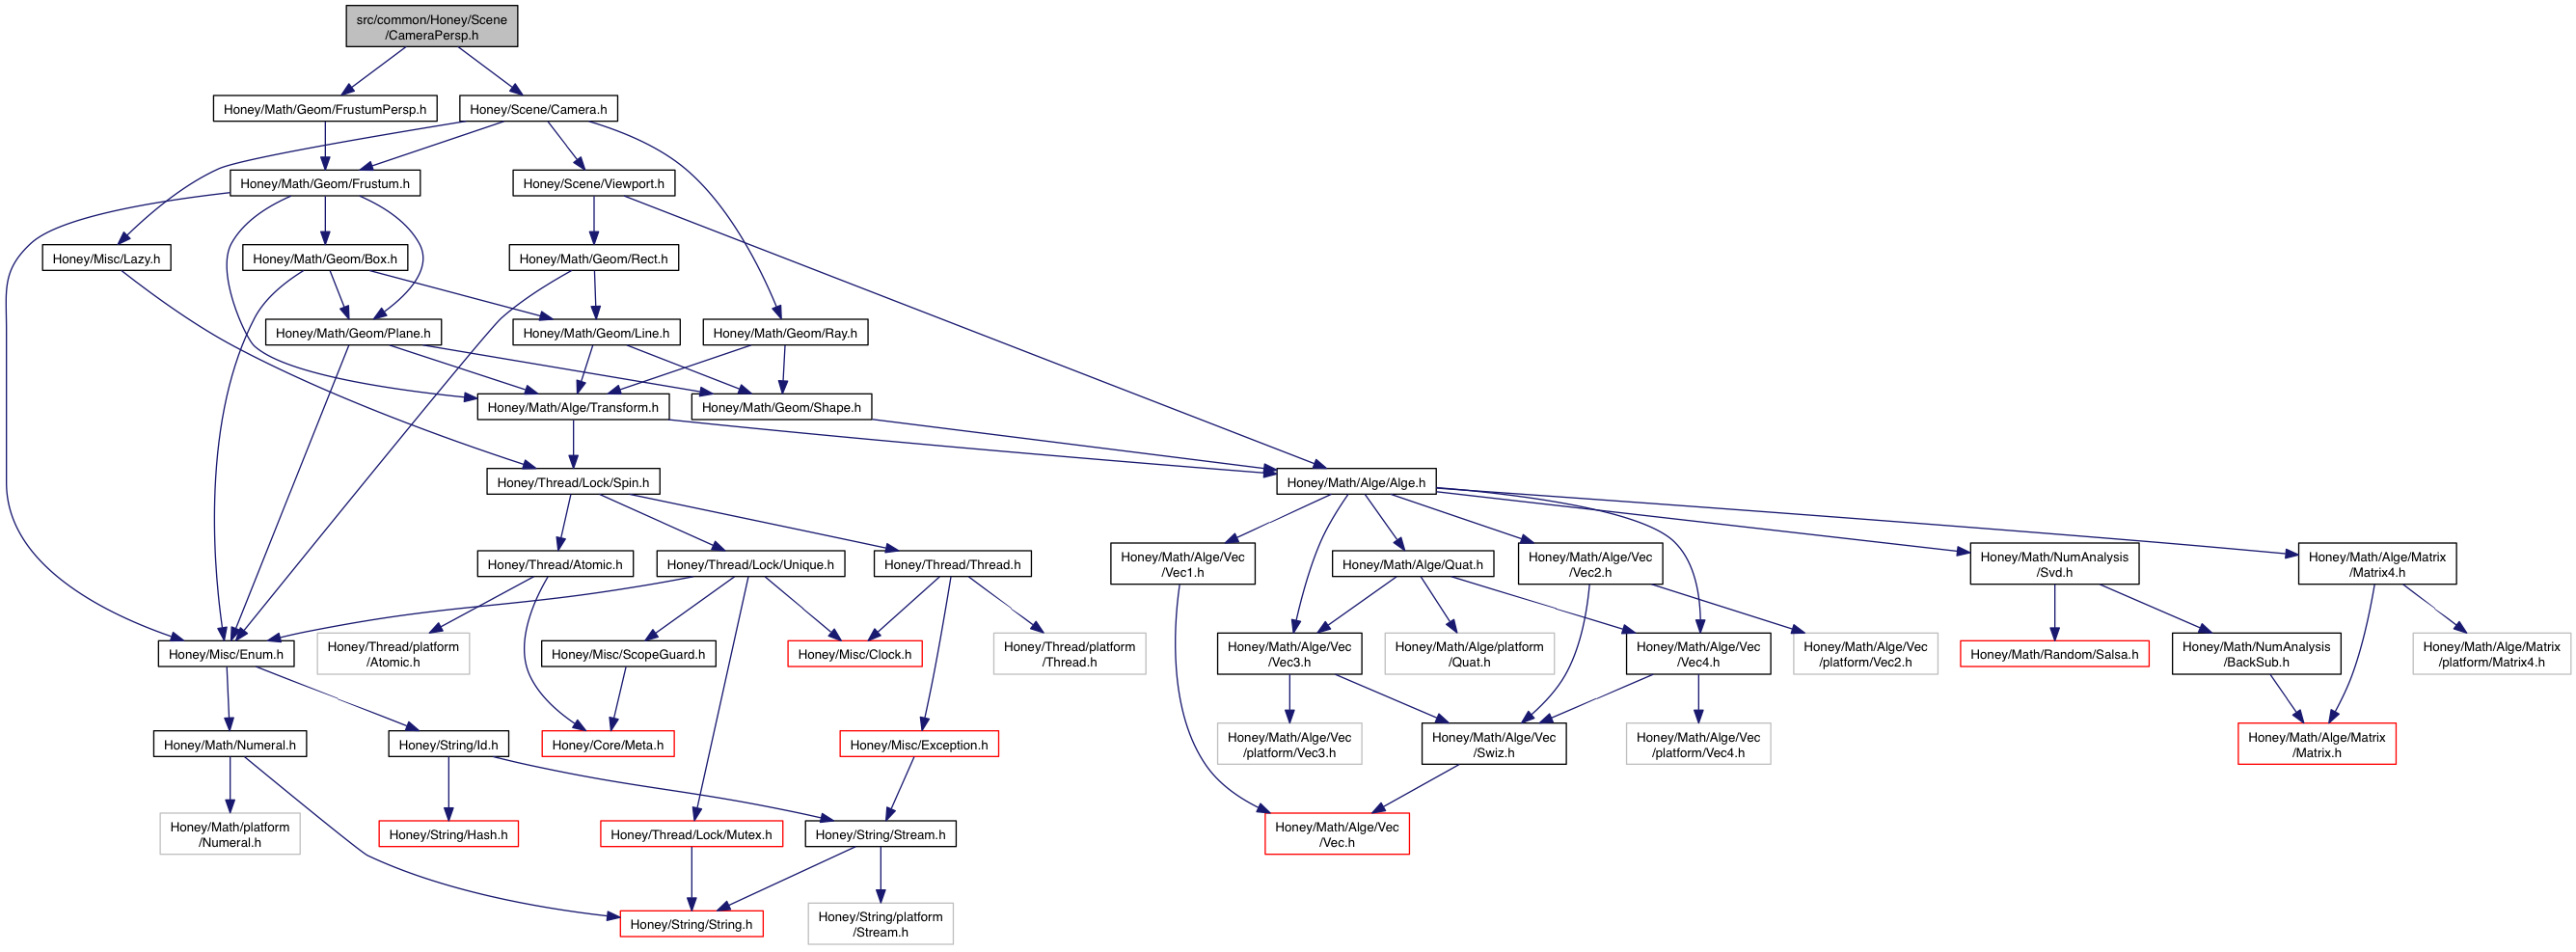 src/common/Honey/Scene
/CameraPersp.h
Honey/Math/Geom/FrustumPersp.h
Honey/Scene/Camera.h
Honey/Math/Geom/Frustum.h
Honey/Scene/Viewport.h
Honey/Misc/Lazy.h
Honey/Math/Geom/Box.h
Honey/Math/Geom/Rect.h
Honey/Math/Geom/Plane.h
Honey/Math/Geom/Line.h
Honey/Math/Geom/Ray.h
Honey/Math/Alge/Transform.h
Honey/Math/Geom/Shape.h
Honey/Thread/Lock/Spin.h
Honey/Math/Alge/Alge.h
Honey/Thread/Atomic.h
Honey/Thread/Lock/Unique.h
Honey/Thread/Thread.h
Honey/Math/Alge/Vec
/Vec1.h
Honey/Math/Alge/Quat.h
Honey/Math/Alge/Vec
/Vec2.h
Honey/Math/NumAnalysis
/Svd.h
Honey/Math/Alge/Matrix
/Matrix4.h
Honey/Misc/Enum.h
Honey/Thread/platform
/Atomic.h
Honey/Misc/ScopeGuard.h
Honey/Misc/Clock.h
Honey/Thread/platform
/Thread.h
Honey/Math/Alge/Vec
/Vec3.h
Honey/Math/Alge/platform
/Quat.h
Honey/Math/Alge/Vec
/Vec4.h
Honey/Math/Alge/Vec
/platform/Vec2.h
Honey/Math/Random/Salsa.h
Honey/Math/NumAnalysis
/BackSub.h
Honey/Math/Alge/Matrix
/platform/Matrix4.h
Honey/Math/Numeral.h
Honey/String/Id.h
Honey/Core/Meta.h
Honey/Misc/Exception.h
Honey/Math/Alge/Vec
/platform/Vec3.h
Honey/Math/Alge/Vec
/Swiz.h
Honey/Math/Alge/Vec
/platform/Vec4.h
Honey/Math/Alge/Matrix
/Matrix.h
Honey/Math/platform
/Numeral.h
Honey/String/Hash.h
Honey/Thread/Lock/Mutex.h
Honey/String/Stream.h
Honey/Math/Alge/Vec
/Vec.h
Honey/String/String.h
Honey/String/platform
/Stream.h